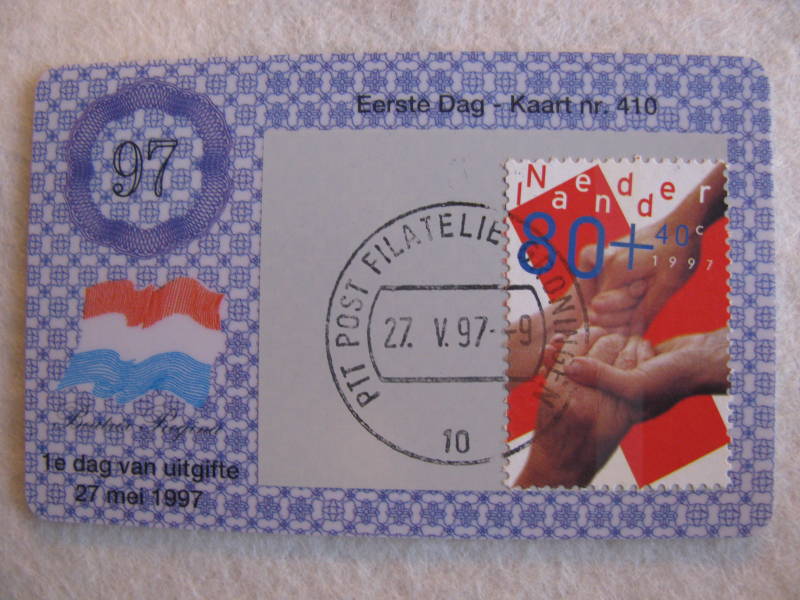 Eerste Dag - Kaart nr. 410
97
Nederland
80+40c
1997
PTT POST FILATELIE GRONINGEN
27. V. 97.-9
10
1e dag van uitgifte
27 mei 1997